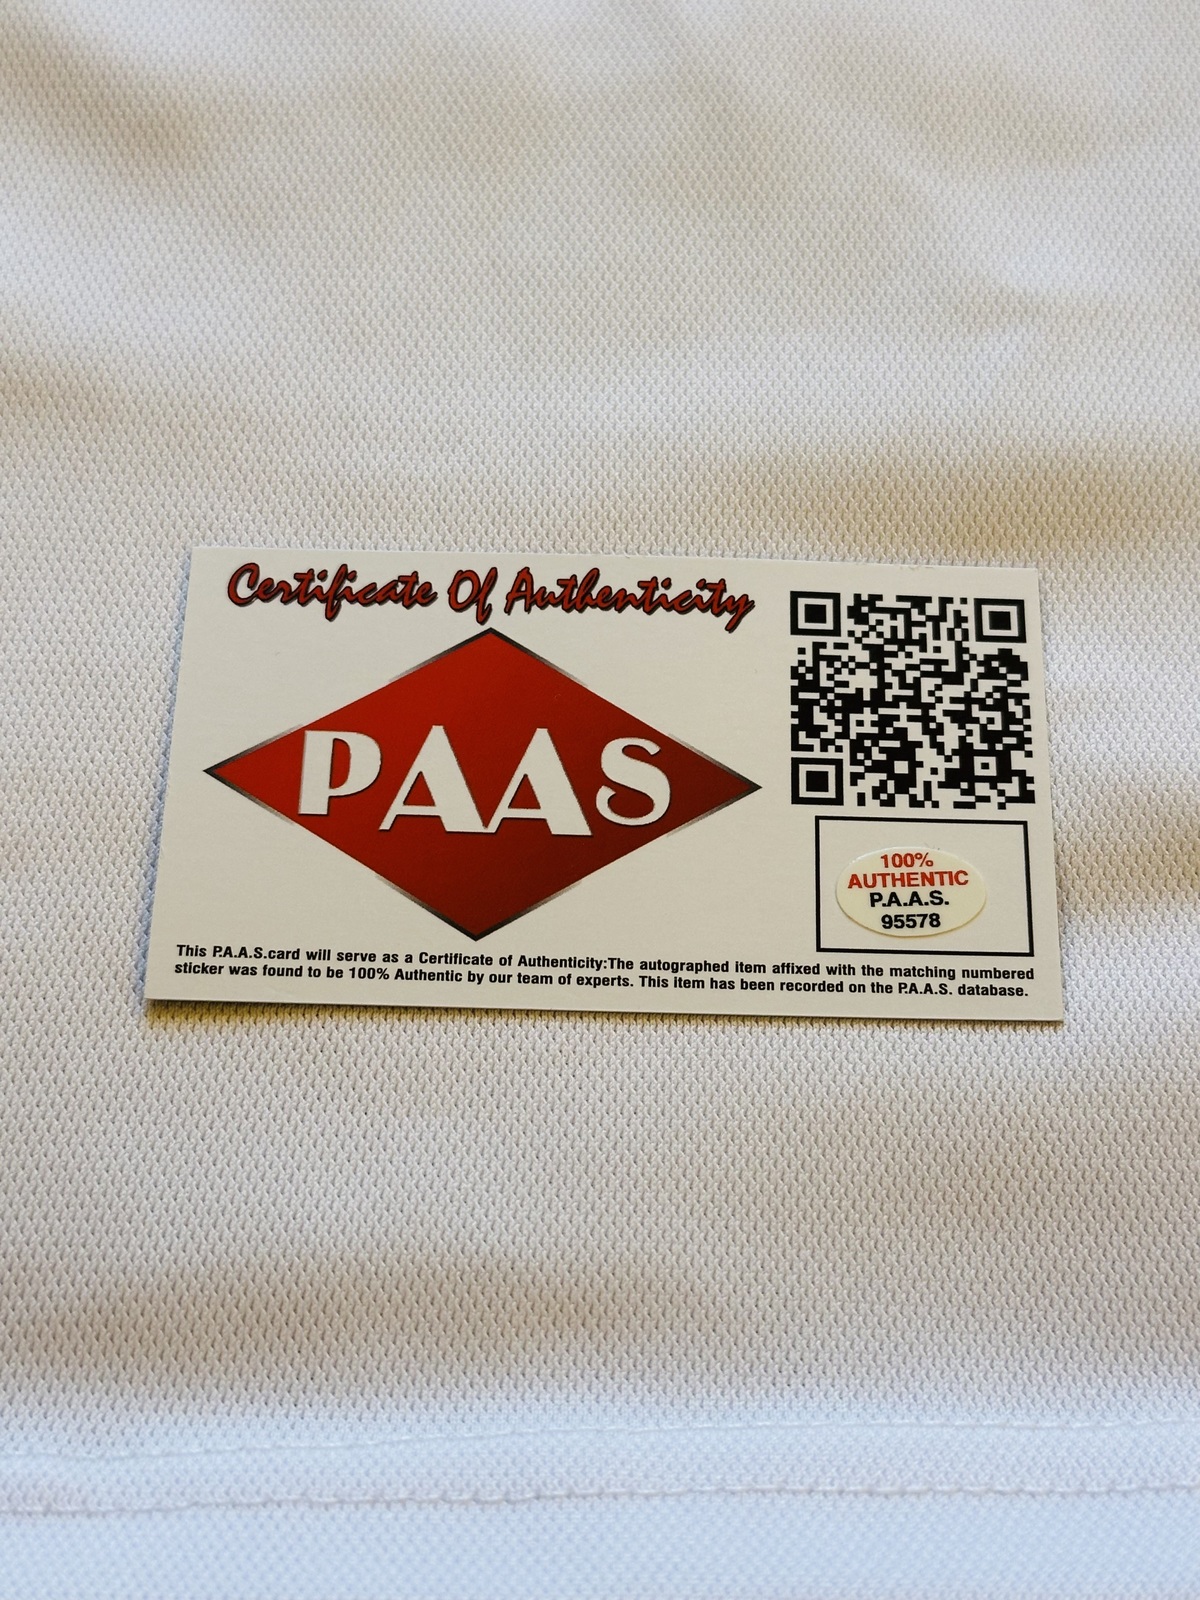 Certificate Of Authenticity
PAAS
100%
AUTHENTIC
P.A.A.S.
95578
This P.A.A.S.card will serve as a Certificate of Authenticity:The autographed item affixed with the matching numbered
sticker was found to be 100% Authentic by our team of experts. This item has been recorded on the P.A.A.S. database.